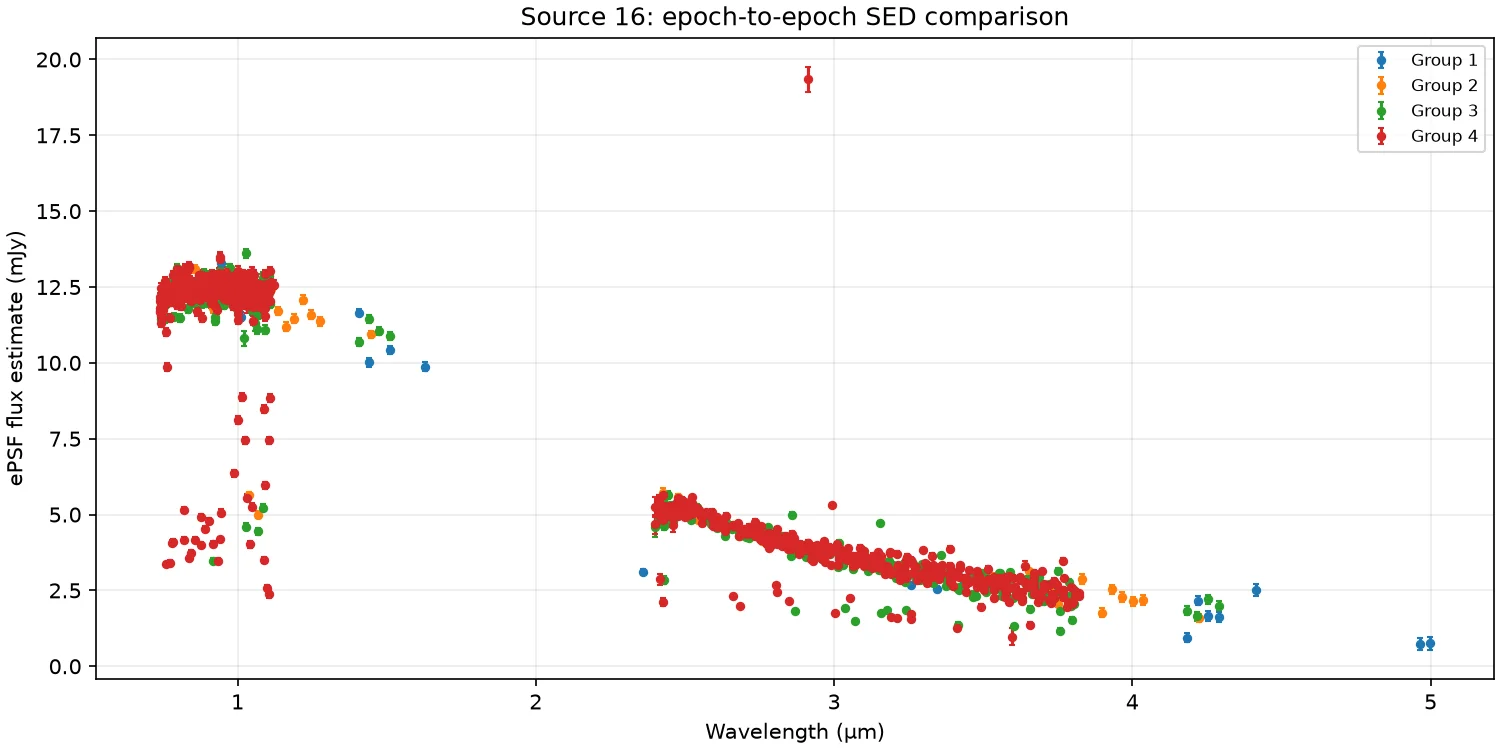 Source 16: epoch-to-epoch SED comparison
20.0
17.5
15.0
12.5
10.0
7.5
5.0
2.5
0.0
ePSF flux estimate (mJy)
Group 1
Group 2
Group 3
Group 4
1
2
3
4
5
Wavelength (μm)